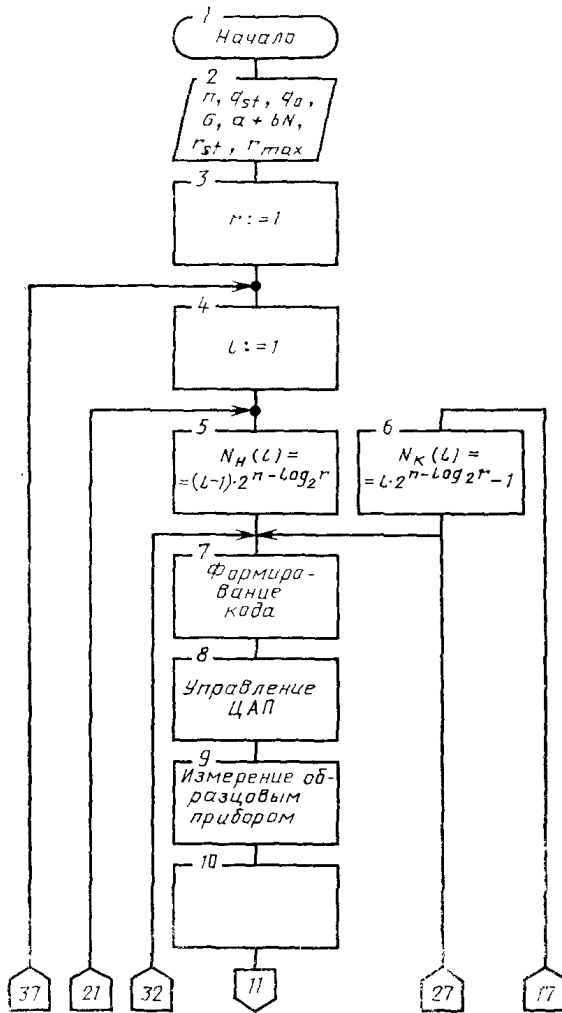 1
Начало
2
n, q_st, q_0,
G, a + bN,
r_st, r_max
3
r := 1
4
i := 1
5
N_H (i) =
=(i-1)·2^{n-log_2 r}
6
N_K (i) =
= i·2^{n-log_2 r}-1
7
Формиро-
вание
кода
8
Управление
ЦАП
9
Измерение об-
разцовым
прибором
10
37
21
32
11
27
17